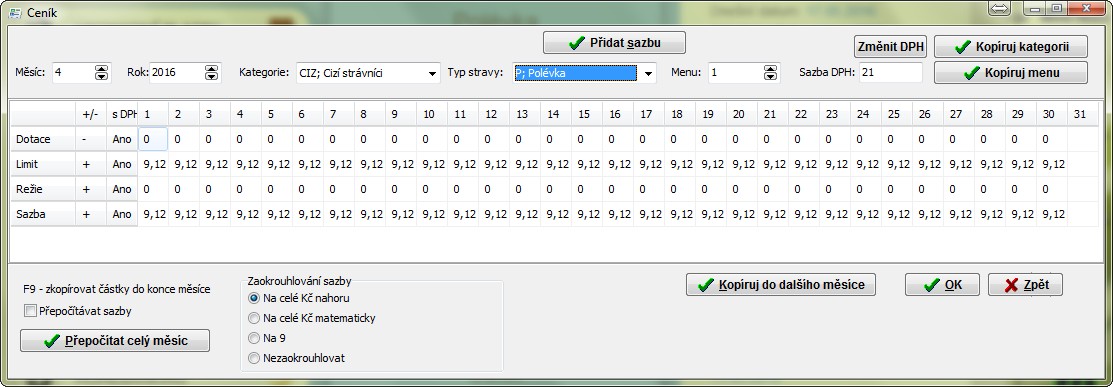 Ceník
Přidat sazbu
Změnit DPH
Kopíruj kategorii
Měsíc: 4 Rok: 2016 Kategorie: CIZ; Cizí strávníci Typ stravy: P; Polévka Menu: 1 Sazba DPH: 21
Kopíruj menu
+/- s DPH 1 2 3 4 5 6 7 8 9 10 11 12 13 14 15 16 17 18 19 20 21 22 23 24 25 26 27 28 29 30 31
Dotace - Ano 0 0 0 0 0 0 0 0 0 0 0 0 0 0 0 0 0 0 0 0 0 0 0 0 0 0 0 0 0 0
Limit + Ano 9,12 9,12 9,12 9,12 9,12 9,12 9,12 9,12 9,12 9,12 9,12 9,12 9,12 9,12 9,12 9,12 9,12 9,12 9,12 9,12 9,12 9,12 9,12 9,12 9,12 9,12 9,12 9,12 9,12 9,12
Režie + Ano 0 0 0 0 0 0 0 0 0 0 0 0 0 0 0 0 0 0 0 0 0 0 0 0 0 0 0 0 0 0
Sazba + Ano 9,12 9,12 9,12 9,12 9,12 9,12 9,12 9,12 9,12 9,12 9,12 9,12 9,12 9,12 9,12 9,12 9,12 9,12 9,12 9,12 9,12 9,12 9,12 9,12 9,12 9,12 9,12 9,12 9,12 9,12
F9 - zkopírovat částky do konce měsíce
Přepočítávat sazby
Přepočítat celý měsíc
Zaokrouhlování sazby
Na celé Kč nahoru
Na celé Kč matematicky
Na 9
Nezaokrouhlovat
Kopíruj do dalšího měsíce
OK
Zpět